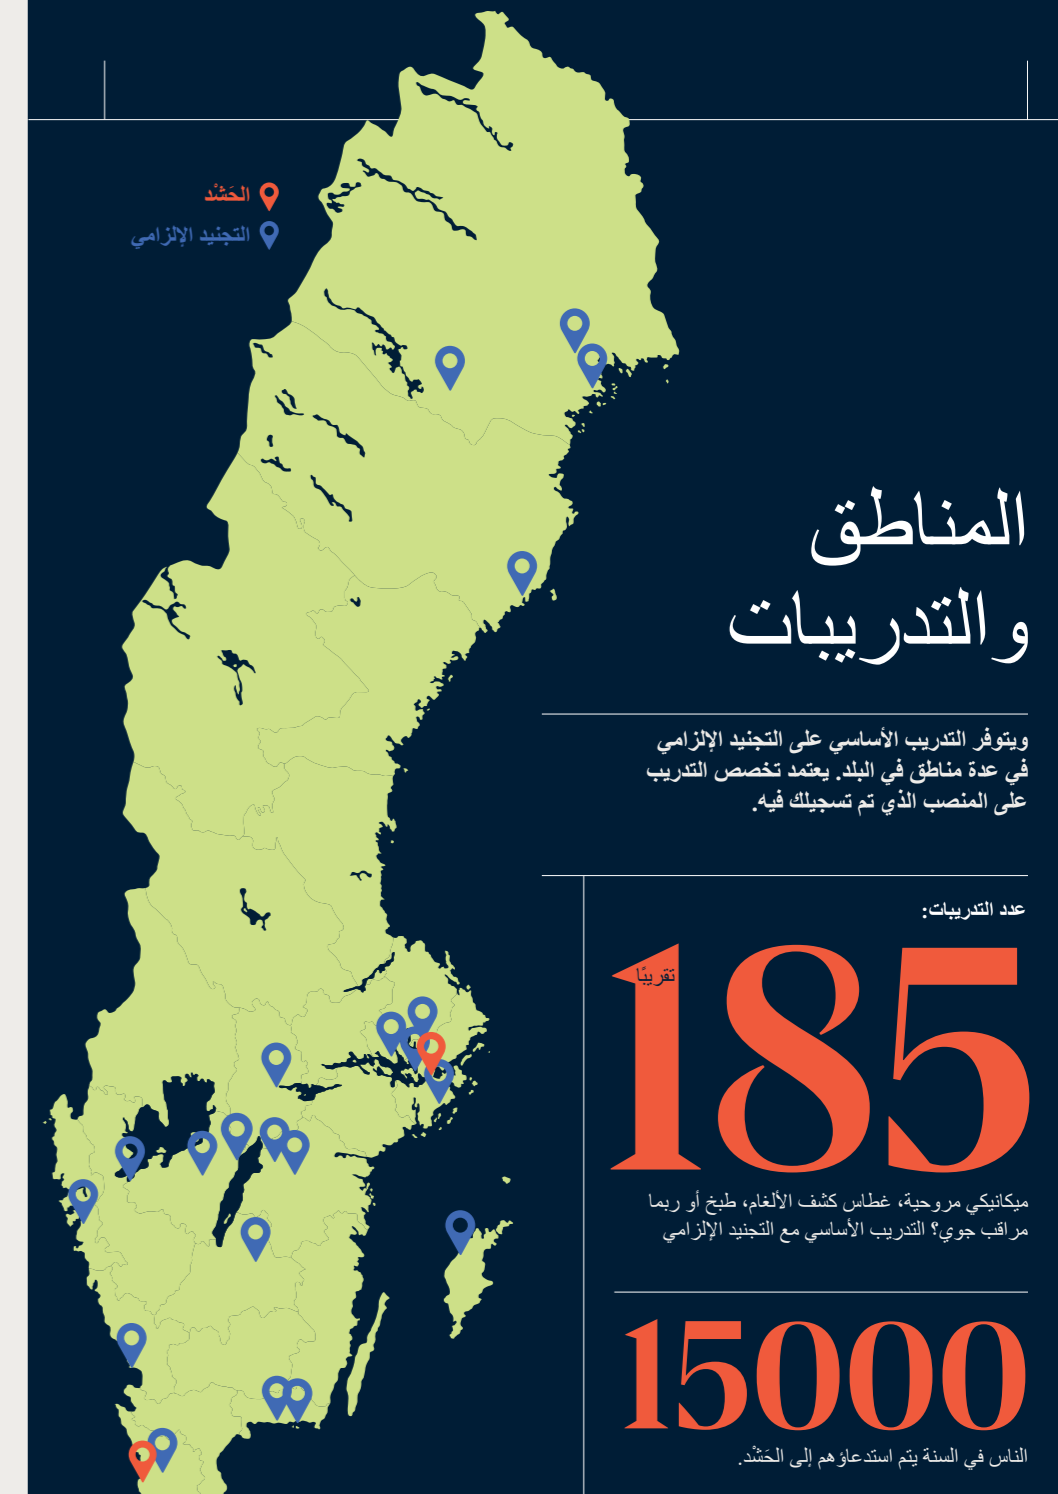 الحَشْد
التجنيد الإلزامي
المناطق
والتدريبات
ويتوفر التدريب الأساسي على التجنيد الإلزامي
في عدة مناطق في البلد. يعتمد تخصص التدريب
على المنصب الذي تم تسجيلك فيه.
عدد التدريبات:
تقريبًا
185
ميكانيكي مروحية، غطاس كشف الألغام، طبخ أو ربما
مراقب جوي؟ التدريب الأساسي مع التجنيد الإلزامي
15000
الناس في السنة يتم استدعاؤهم إلى الحَشْد.